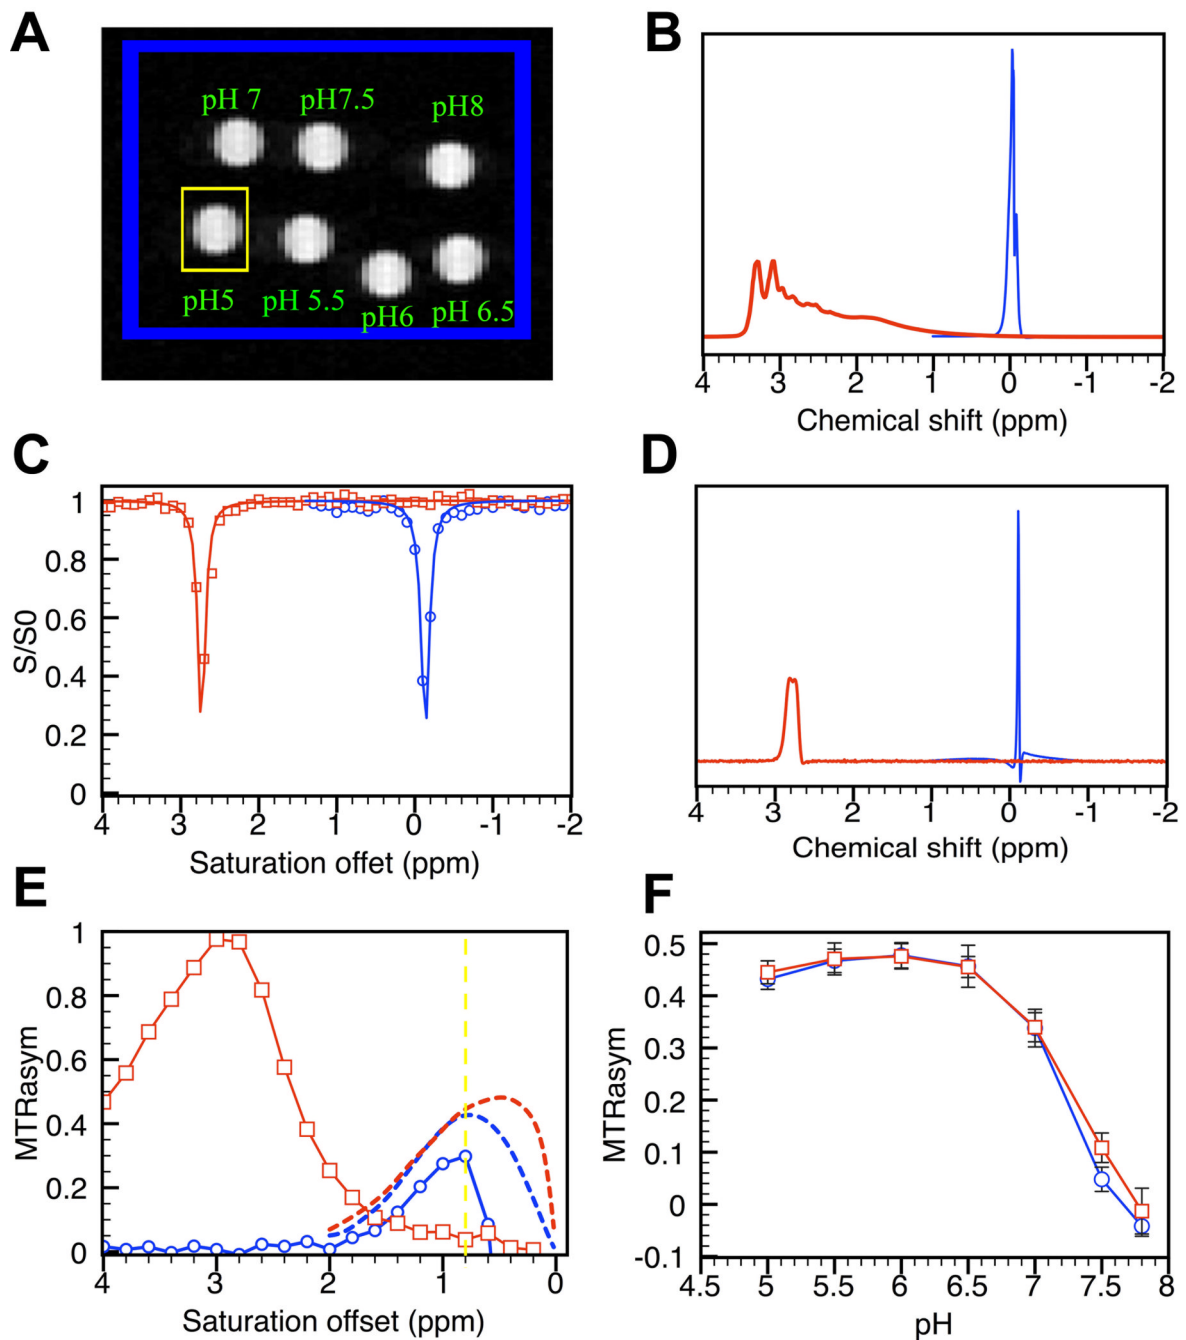 A
pH 7
pH7.5
pH8
pH5
pH 5.5
pH6
pH 6.5
B
4 3 2 1 0 -1 -2
Chemical shift (ppm)
C
1
0.8
0.6
0.4
0.2
0
S/S0
4 3 2 1 0 -1 -2
Saturation offet (ppm)
D
4 3 2 1 0 -1 -2
Chemical shift (ppm)
E
1
0.8
0.6
0.4
0.2
0
MTRasym
4 3 2 1 0
Saturation offset (ppm)
F
0.5
0.4
0.3
0.2
0.1
0
-0.1
MTRasym
4.5 5 5.5 6 6.5 7 7.5 8
pH